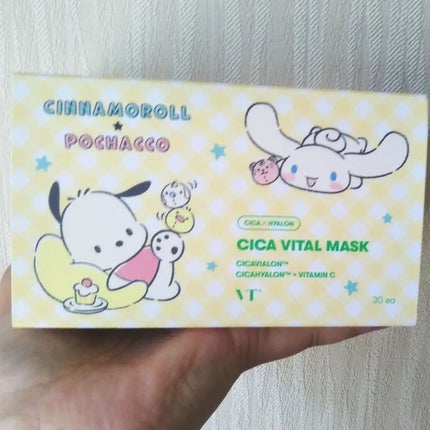 CINNAMOROLL
★
POCHACCO
CICA × HYALON
CICA VITAL MASK
CICAVIALON™
CICAHYALON™ + VITAMIN C
VT
30 ea